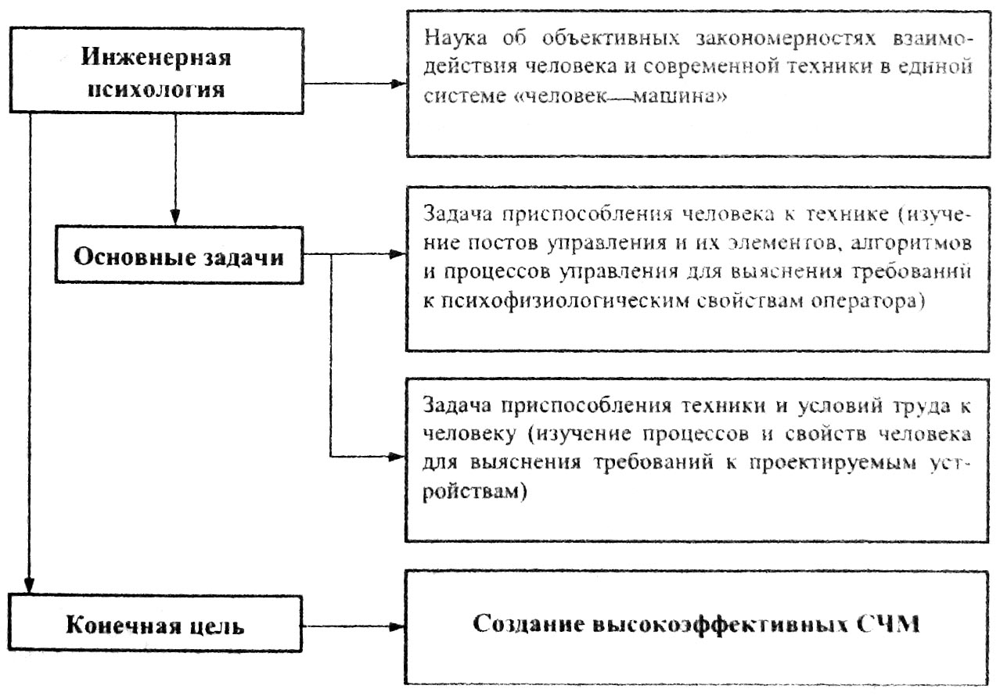 Инженерная
психология
Наука об объективных закономерностях взаимо-
действия человека и современной техники в единой
системе «человек—машина»
Основные задачи
Задача приспособления человека к технике (изуче-
ние постов управления и их элементов, алгоритмов
и процессов управления для выяснения требований
к психофизиологическим свойствам оператора)
Задача приспособления техники и условий труда к
человеку (изучение процессов и свойств человека
для выяснения требований к проектируемым уст-
ройствам)
Конечная цель
Создание высокоэффективных СЧМ